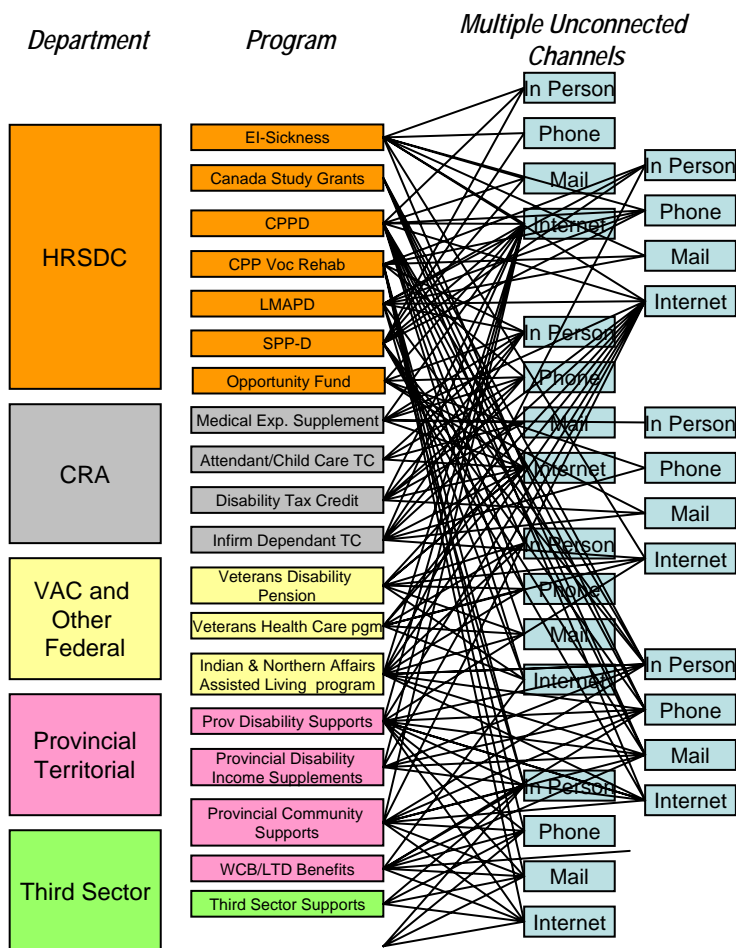 Department
Program
Multiple Unconnected
Channels
HRSDC
CRA
VAC and
Other
Federal
Provincial
Territorial
Third Sector
EI-Sickness
Canada Study Grants
CPPD
CPP Voc Rehab
LMAPD
SPP-D
Opportunity Fund
Medical Exp. Supplement
Attendant/Child Care TC
Disability Tax Credit
Infirm Dependant TC
Veterans Disability
Pension
Veterans Health Care pgm
Indian & Northern Affairs
Assisted Living program
Prov Disability Supports
Provincial Disability
Income Supplements
Provincial Community
Supports
WCB/LTD Benefits
Third Sector Supports
In Person
Phone
Mail
Internet
In Person
Phone
Mail
Internet
In Person
Phone
Mail
Internet
In Person
Phone
Mail
Internet
In Person
Phone
Mail
Internet
In Person
Phone
Mail
Internet
In Person
Phone
Mail
Internet